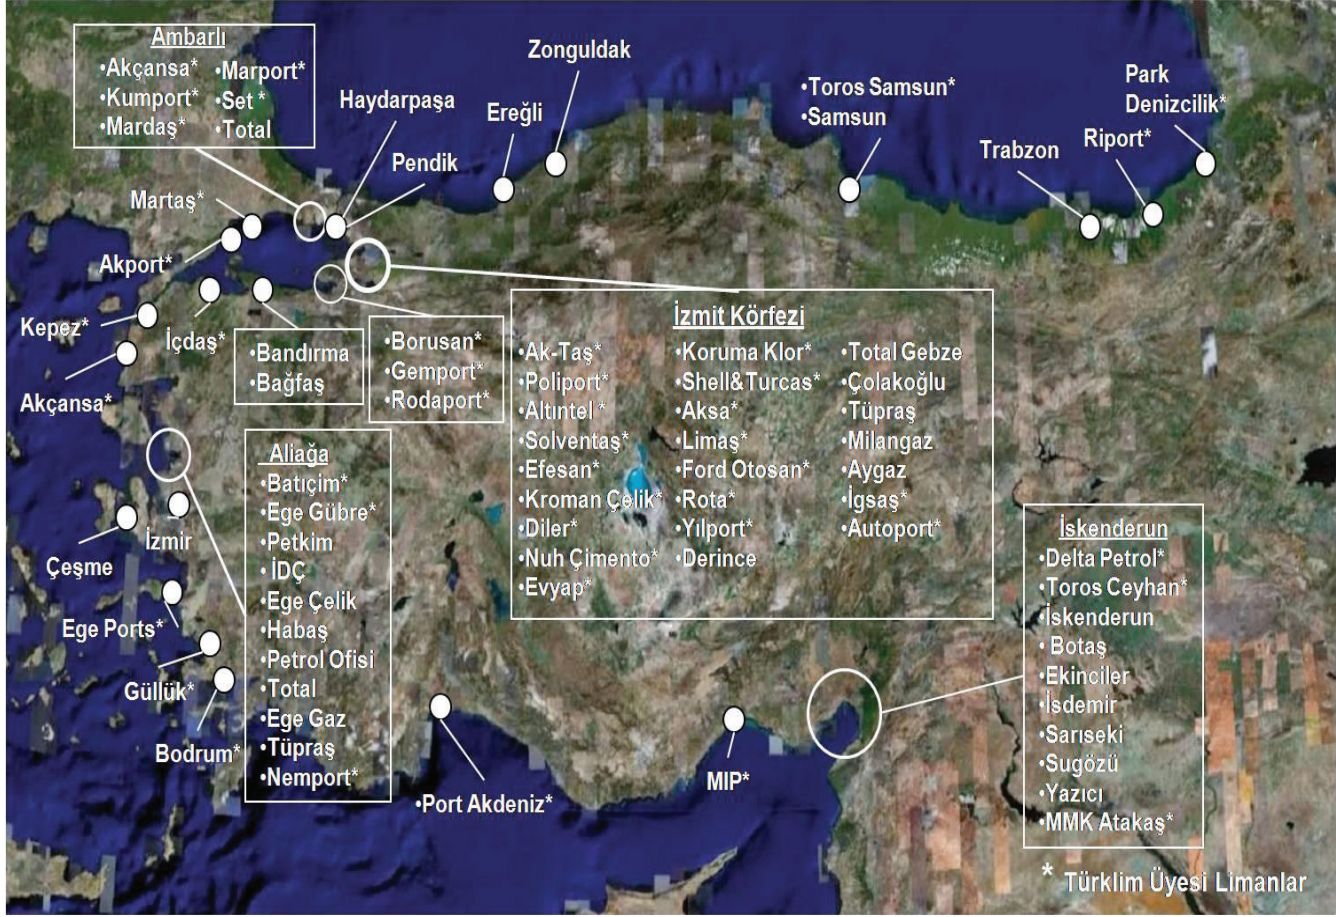 Ambarlı
•Akçansa*
•Kumport*
•Mardaş*
•Marport*
•Set *
•Total
Haydarpaşa
Pendik
Ereğli
Zonguldak
•Toros Samsun*
•Samsun
Trabzon
Riport*
Park
Denizcilik*
Martaş*
Akport*
Kepez*
Akçansa*
İçdaş*
•Bandırma
•Bağfaş
•Borusan*
•Gemport*
•Rodaport*
İzmit Körfezi
•Ak-Taş*
•Poliport*
•Altıntel *
•Solventaş*
•Efesan*
•Kroman Çelik*
•Diler*
•Nuh Çimento*
•Evyap*
•Koruma Klor*
•Shell&Turcas*
•Aksa*
•Limaş*
•Ford Otosan*
•Rota*
•Yılport*
•Derince
•Total Gebze
•Çolakoğlu
•Tüpraş
•Milangaz
•Aygaz
•İgsaş*
•Autoport*
Aliağa
•Batıçim*
•Ege Gübre*
•Petkim
•İDÇ
•Ege Çelik
•Habaş
•Petrol Ofisi
•Total
•Ege Gaz
•Tüpraş
•Nemport*
İzmir
Çeşme
Ege Ports*
Güllük*
Bodrum*
•Port Akdeniz*
MIP*
İskenderun
•Delta Petrol*
•Toros Ceyhan*
•İskenderun
• Botaş
•Ekinciler
•İsdemir
•Sarıseki
•Sugözü
•Yazıcı
•MMK Atakaş*
* Türklim Üyesi Limanlar